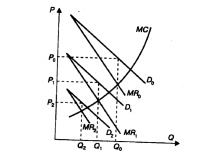 P
MC
P₀
P₁
P₂
D₀
MR₀
D₁
MR₂
D₂
MR₁
Q
Q₂ Q₁ Q₀